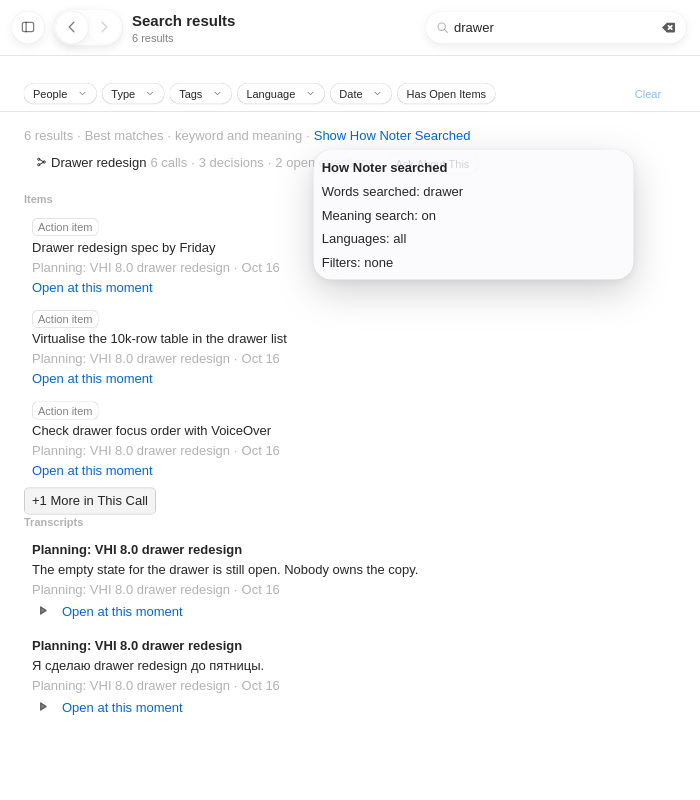 Search results
6 results
drawer
People
Type
Tags
Language
Date
Has Open Items
Clear
6 results · Best matches · keyword and meaning · Show How Noter Searched
Drawer redesign 6 calls · 3 decisions · 2 open
Ask About This
How Noter searched
Words searched: drawer
Meaning search: on
Languages: all
Filters: none
Items
Action item
Drawer redesign spec by Friday
Planning: VHI 8.0 drawer redesign · Oct 16
Open at this moment
Action item
Virtualise the 10k-row table in the drawer list
Planning: VHI 8.0 drawer redesign · Oct 16
Open at this moment
Action item
Check drawer focus order with VoiceOver
Planning: VHI 8.0 drawer redesign · Oct 16
Open at this moment
+1 More in This Call
Transcripts
Planning: VHI 8.0 drawer redesign
The empty state for the drawer is still open. Nobody owns the copy.
Planning: VHI 8.0 drawer redesign · Oct 16
Open at this moment
Planning: VHI 8.0 drawer redesign
Я сделаю drawer redesign до пятницы.
Planning: VHI 8.0 drawer redesign · Oct 16
Open at this moment